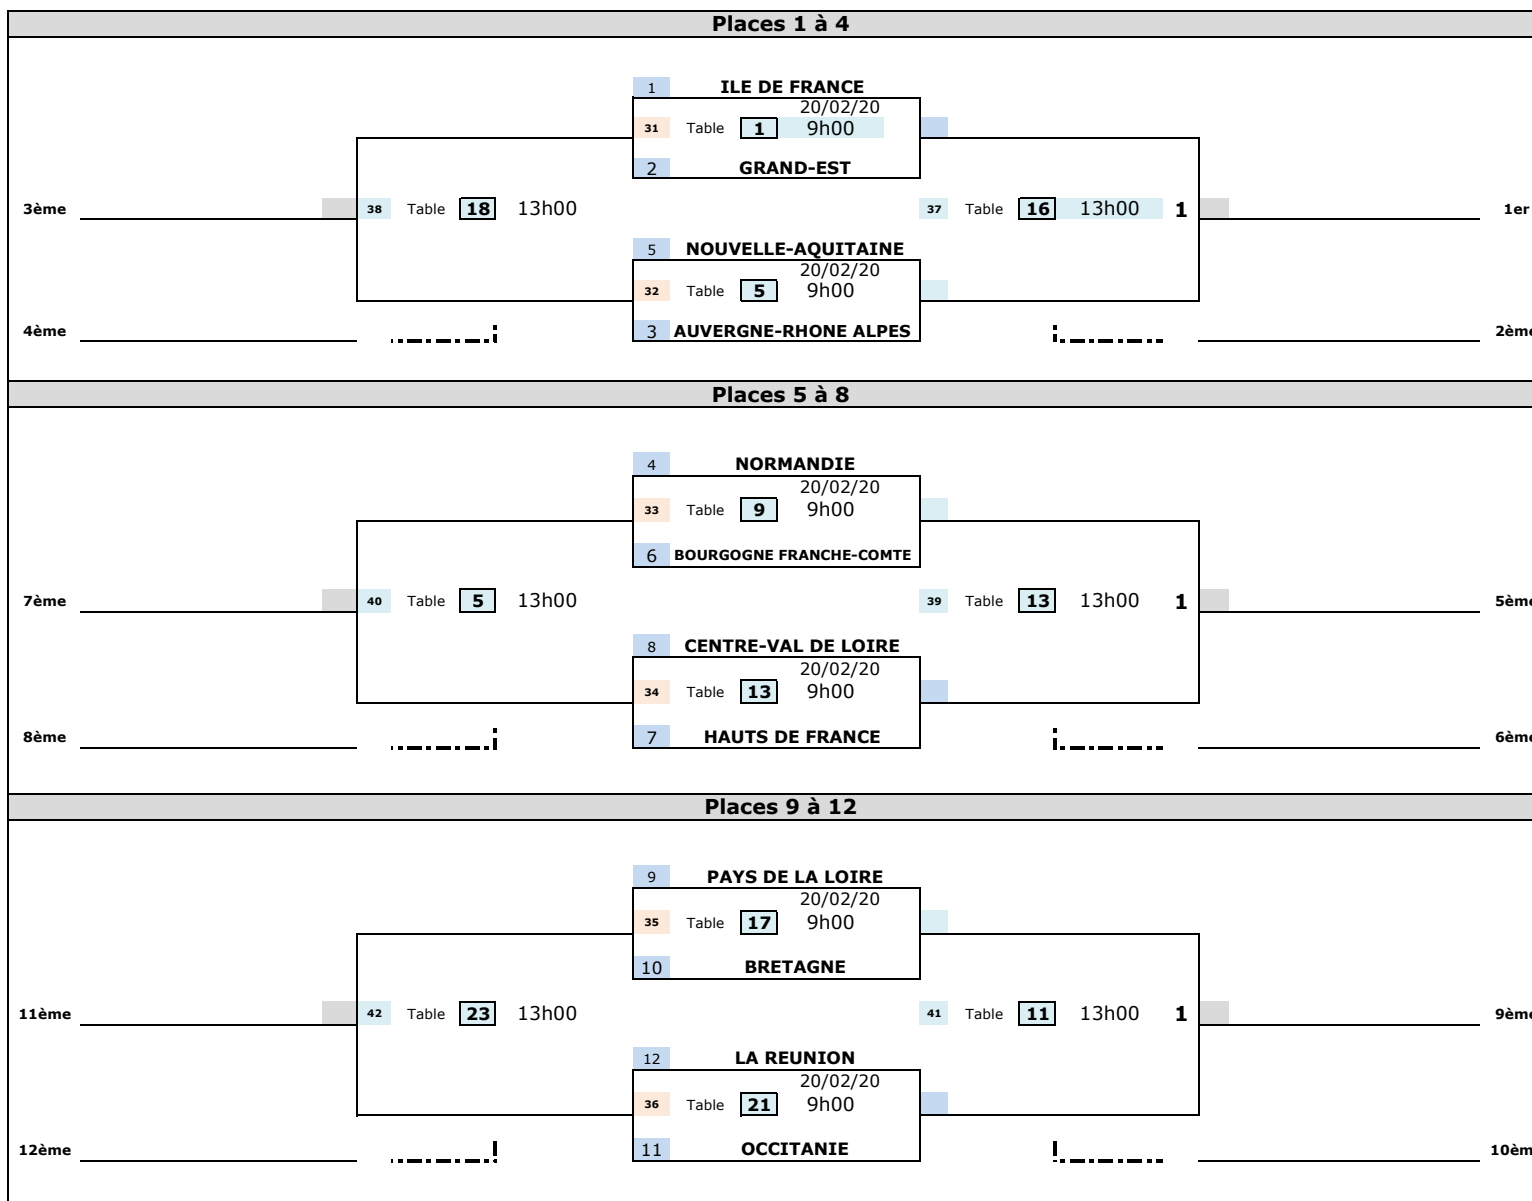 Places 1 à 4
1 ILE DE FRANCE
20/02/20
31 Table 1 9h00
2 GRAND-EST
3ème 38 Table 18 13h00 37 Table 16 13h00 1 1er
5 NOUVELLE-AQUITAINE
20/02/20
32 Table 5 9h00
4ème 3 AUVERGNE-RHONE ALPES 2ème
Places 5 à 8
4 NORMANDIE
20/02/20
33 Table 9 9h00
6 BOURGOGNE FRANCHE-COMTE
7ème 40 Table 5 13h00 39 Table 13 13h00 1 5ème
8 CENTRE-VAL DE LOIRE
20/02/20
34 Table 13 9h00
8ème 7 HAUTS DE FRANCE 6ème
Places 9 à 12
9 PAYS DE LA LOIRE
20/02/20
35 Table 17 9h00
10 BRETAGNE
11ème 42 Table 23 13h00 41 Table 11 13h00 1 9ème
12 LA REUNION
20/02/20
36 Table 21 9h00
12ème 11 OCCITANIE 10èm